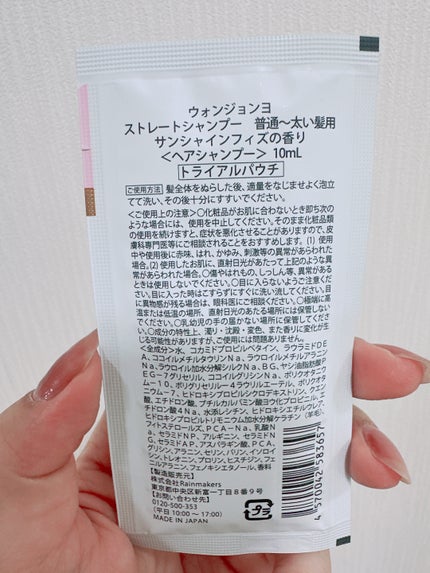 ウォンジョンヨ
ストレートシャンプー　普通〜太い髪用
サンシャインフィズの香り
＜ヘアシャンプー＞ 10mL
トライアルパウチ
ご使用方法 髪全体をぬらした後、適量をなじませよく泡立
てて洗い、その後十分にすすいでください。
＜ご使用上の注意＞○化粧品がお肌に合わないとき即ち次の
ような場合には、使用を中止してください。そのまま化粧品類
の使用を続けますと、症状を悪化させることがありますので、皮
膚科専門医等にご相談されることをおすすめします。(1) 使用
中や使用後に赤味、はれ、かゆみ、刺激等の異常があらわれた
場合。(2) 使用したお肌に、直射日光があたって上記のような異
常があらわれた場合。○傷やはれもの、しっしん等、異常がある
ときは使用しないでください。○目に入らないようご注意くだ
さい。目に入った時はこすらずにすぐに洗い流してください。目
に異物感が残る場合は、眼科医にご相談ください。○極端に高
温または低温の場所、直射日光のあたる場所には保管しない
でください。○乳幼児の手の届かない場所に保管してくださ
い。○成分の特性上、濁り・沈殿・変色、また香りに変化が生
じる可能性がありますが、使用上は問題ありません。
＜全成分＞水、コカミドプロピルベタイン、ラウラミドDE
A、ココイルメチルタウリンNa、ラウロイルメチルアラニン
Na、ラウロイル加水分解シルクNa、BG、ヤシ油脂肪酸P
EG－7グリセリル、ココイルグリシンNa、ポリクオタニ
ウム－10、ポリグリセリル－4ラウリルエーテル、ポリクオタ
ニウム－7、ヒドロキシプロピルシクロデキストリン、クエ
ン酸、エチドロン酸、ブチルカルバミン酸ヨウ化プロピニル、エ
チドロン酸4Na、水添レシチン、ヒドロキシエチルウレア、
ヒドロキシプロピルトリモニウム加水分解ケラチン（羊毛）、
フィトステロールズ、PCA－Na、乳酸Na、
セラミドNP、アルギニン、セラミドN
G、セラミドAP、アスパラギン酸、PCA、
グリシン、アラニン、セリン、バリン、イソロイ
シン、トレオニン、プロリン、ヒスチジン、フェ
ニルアラニン、フェノキシエタノール、香料
【製造販売元】
株式会社Rainmakers
東京都中央区新富一丁目8番9号
【お問い合わせ先】
0120-500-353
（平日 10:00 ～ 17:00）
MADE IN JAPAN
プラ
4570042583657